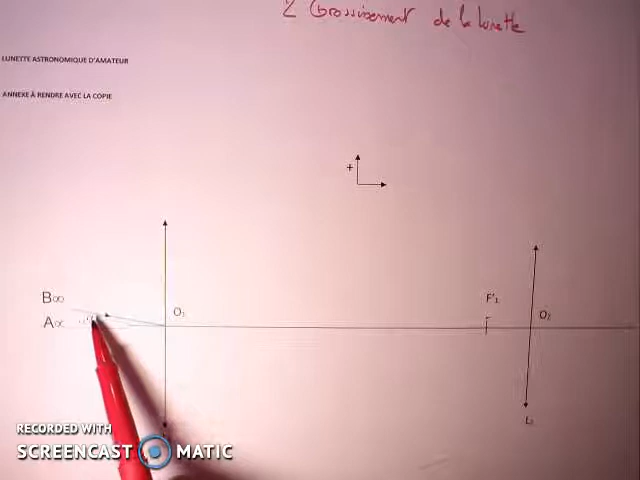 2 Grossissement de la lunette
LUNETTE ASTRONOMIQUE D'AMATEUR
ANNEXE À RENDRE AVEC LA COPIE
+
B∞
A∞
O₁
F'₁
O₂
L₂
RECORDED WITH
SCREENCAST MATIC